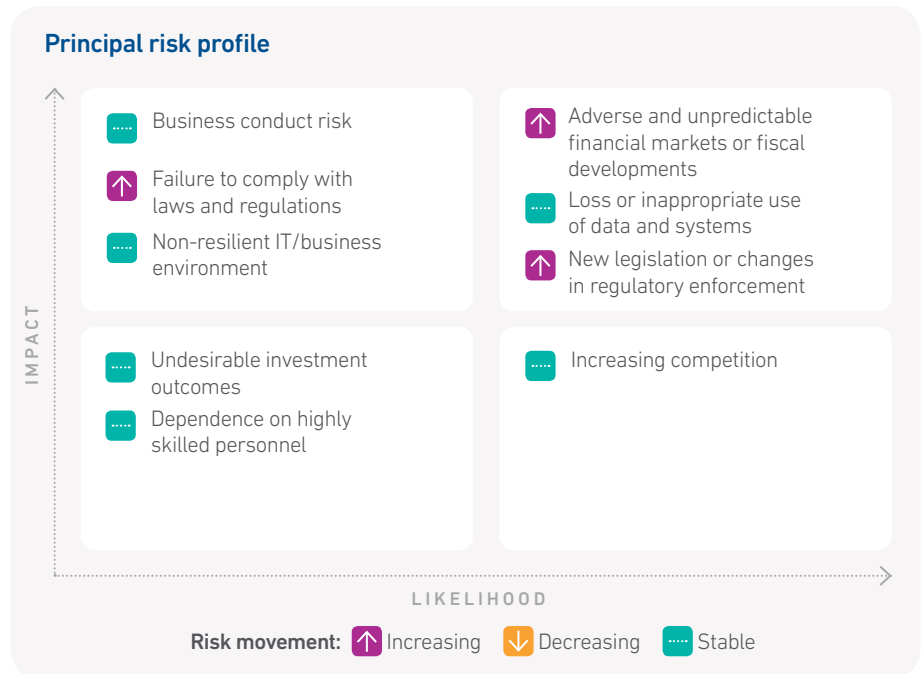 Principal risk profile
Business conduct risk
Failure to comply with
laws and regulations
Non-resilient IT/business
environment
Adverse and unpredictable
financial markets or fiscal
developments
Loss or inappropriate use
of data and systems
New legislation or changes
in regulatory enforcement
IMPACT
Undesirable investment
outcomes
Dependence on highly
skilled personnel
Increasing competition
LIKELIHOOD
Risk movement: Increasing Decreasing Stable